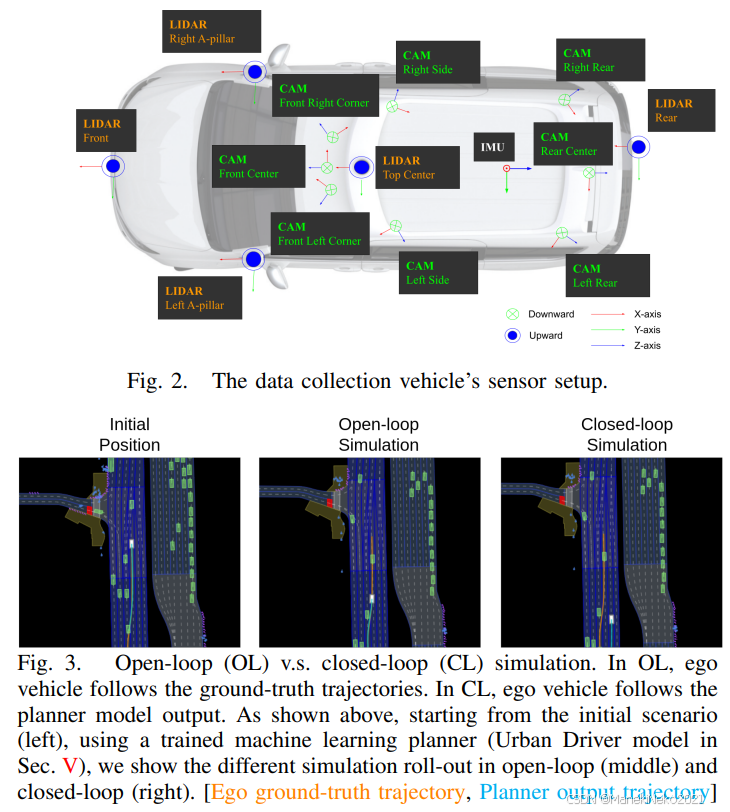 LIDAR
Right A-pillar
CAM
Right Side
CAM
Right Rear
CAM
Front Right Corner
LIDAR
Rear
LIDAR
Front
IMU
CAM
Rear Center
CAM
Front Center
LIDAR
Top Center
CAM
Front Left Corner
CAM
Left Side
CAM
Left Rear
LIDAR
Left A-pillar
Downward
X-axis
Y-axis
Upward
Z-axis
Fig. 2. The data collection vehicle's sensor setup.
Initial
Position
Open-loop
Simulation
Closed-loop
Simulation
Fig. 3. Open-loop (OL) v.s. closed-loop (CL) simulation. In OL, ego
vehicle follows the ground-truth trajectories. In CL, ego vehicle follows the
planner model output. As shown above, starting from the initial scenario
(left), using a trained machine learning planner (Urban Driver model in
Sec. V), we show the different simulation roll-out in open-loop (middle) and
closed-loop (right). [Ego ground-truth trajectory, Planner output trajectory]